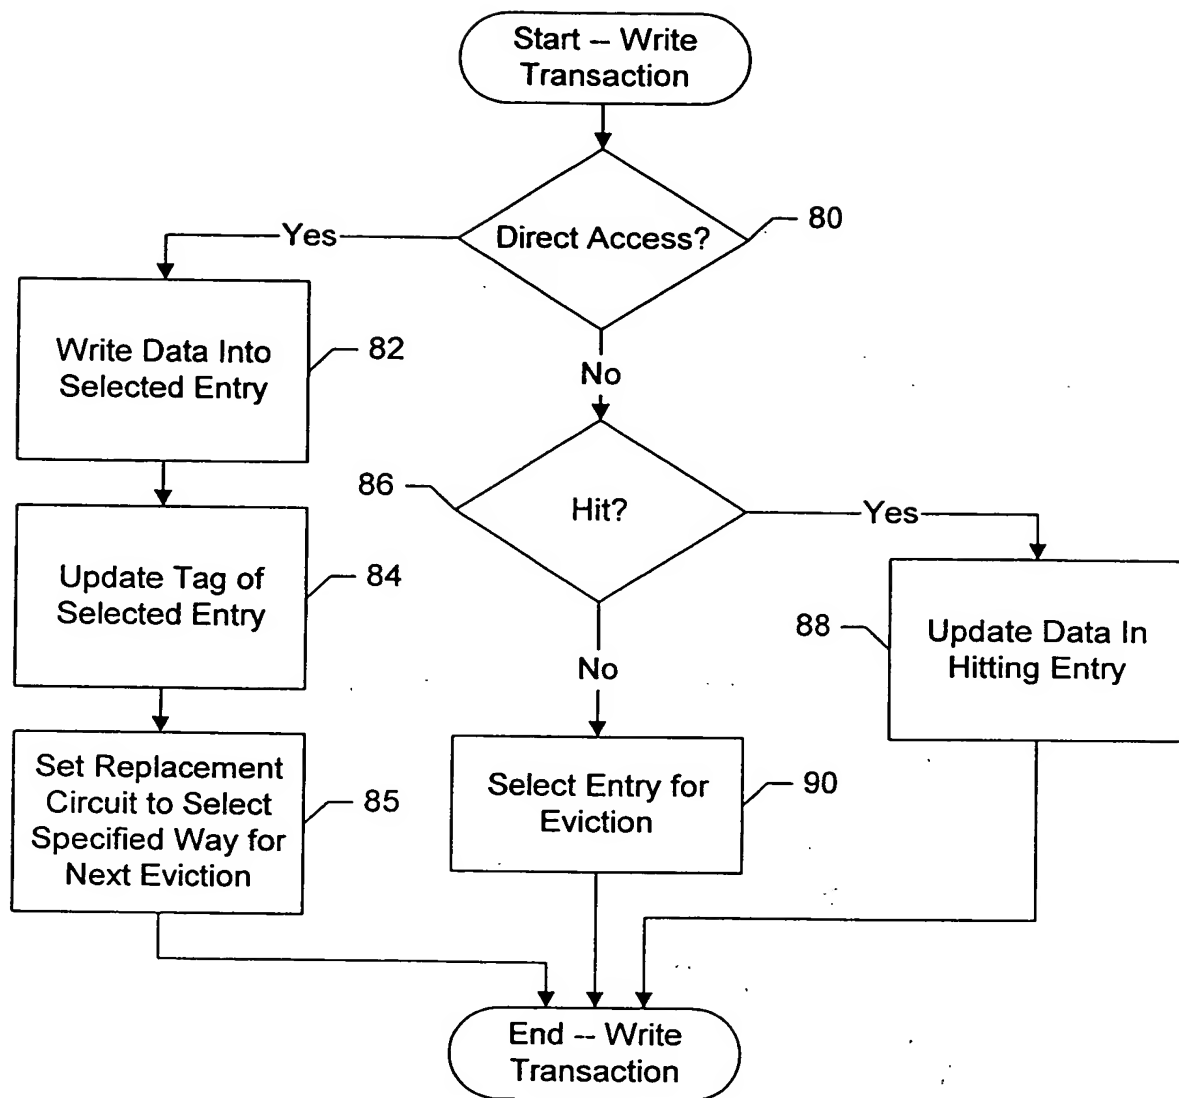 Start -- Write
Transaction
Direct Access?
80
Yes
Write Data Into
Selected Entry
82
No
86
Hit?
Yes
Update Tag of
Selected Entry
84
88
Update Data In
Hitting Entry
No
Set Replacement
Circuit to Select
Specified Way for
Next Eviction
85
Select Entry for
Eviction
90
End -- Write
Transaction